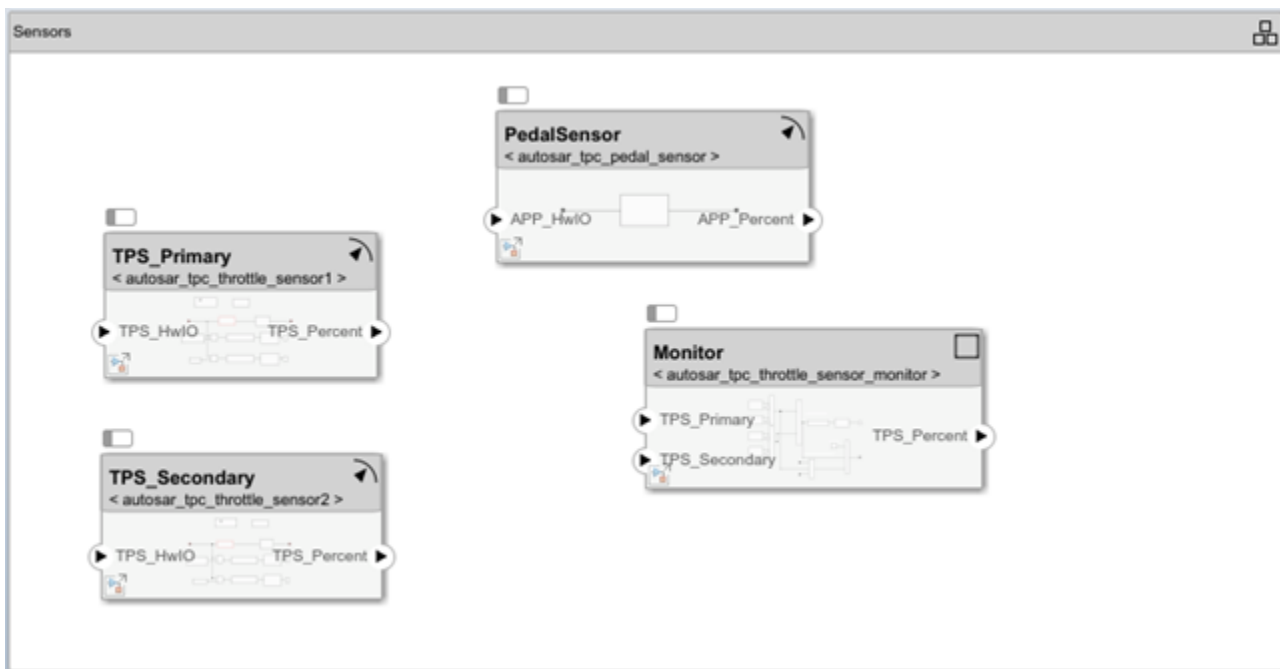 Sensors
PedalSensor
< autosar_tpc_pedal_sensor >
APP_HwIO
APP_Percent
TPS_Primary
< autosar_tpc_throttle_sensor1 >
TPS_HwIO
TPS_Percent
Monitor
< autosar_tpc_throttle_sensor_monitor >
TPS_Primary
TPS_Secondary
TPS_Percent
TPS_Secondary
< autosar_tpc_throttle_sensor2 >
TPS_HwIO
TPS_Percent